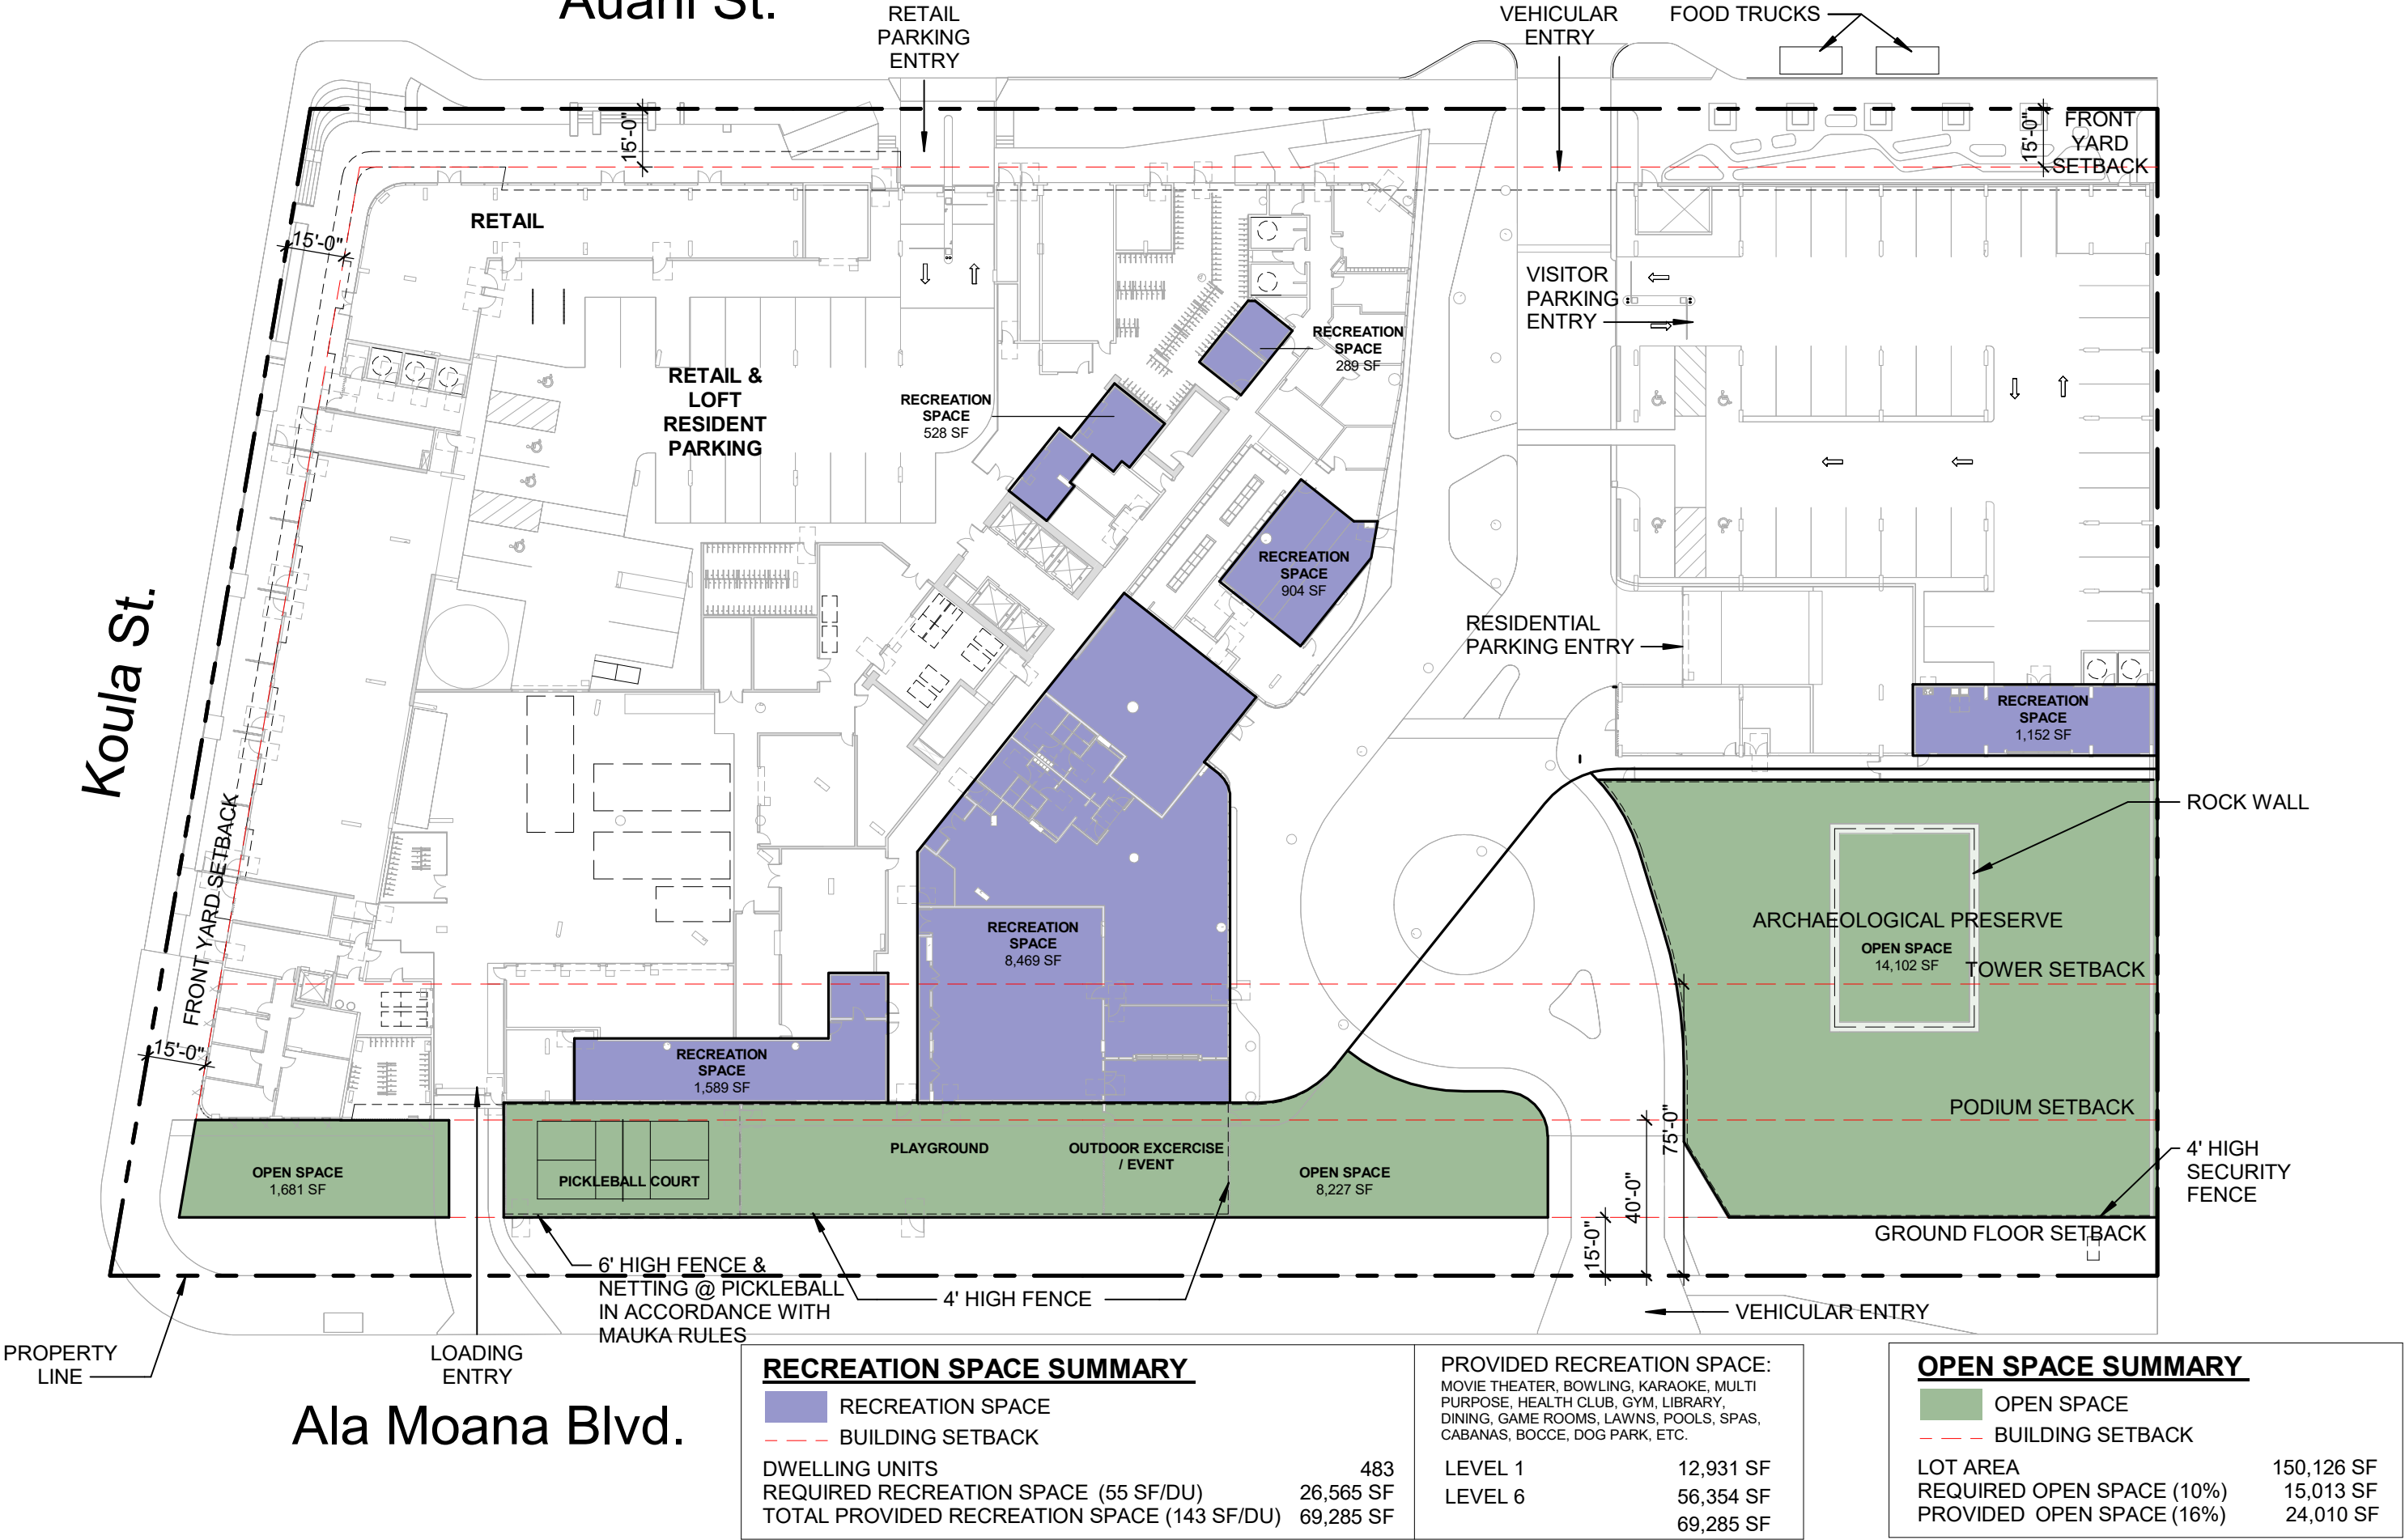 Auahi St.
RETAIL
PARKING
ENTRY
VEHICULAR
ENTRY
FOOD TRUCKS
15'-0"
15'-0"
FRONT
YARD
SETBACK
RETAIL
15'-0"
VISITOR
PARKING
ENTRY
RECREATION
SPACE
289 SF
RETAIL &
LOFT
RESIDENT
PARKING
RECREATION
SPACE
528 SF
RECREATION
SPACE
904 SF
Koula St.
RESIDENTIAL
PARKING ENTRY
RECREATION
SPACE
1,152 SF
ROCK WALL
FRONT YARD SETBACK
ARCHAEOLOGICAL PRESERVE
OPEN SPACE
14,102 SF
TOWER SETBACK
RECREATION
SPACE
8,469 SF
15'-0"
RECREATION
SPACE
1,589 SF
PODIUM SETBACK
75'-0"
40'-0"
15'-0"
4' HIGH
SECURITY
FENCE
OPEN SPACE
1,681 SF
PICKLEBALL COURT
PLAYGROUND
OUTDOOR EXCERCISE
/ EVENT
OPEN SPACE
8,227 SF
GROUND FLOOR SETBACK
6' HIGH FENCE &
NETTING @ PICKLEBALL
IN ACCORDANCE WITH
MAUKA RULES
4' HIGH FENCE
VEHICULAR ENTRY
PROPERTY
LINE
LOADING
ENTRY
Ala Moana Blvd.
RECREATION SPACE SUMMARY
RECREATION SPACE
BUILDING SETBACK
DWELLING UNITS 483
REQUIRED RECREATION SPACE (55 SF/DU) 26,565 SF
TOTAL PROVIDED RECREATION SPACE (143 SF/DU) 69,285 SF
PROVIDED RECREATION SPACE:
MOVIE THEATER, BOWLING, KARAOKE, MULTI
PURPOSE, HEALTH CLUB, GYM, LIBRARY,
DINING, GAME ROOMS, LAWNS, POOLS, SPAS,
CABANAS, BOCCE, DOG PARK, ETC.
LEVEL 1 12,931 SF
LEVEL 6 56,354 SF
69,285 SF
OPEN SPACE SUMMARY
OPEN SPACE
BUILDING SETBACK
LOT AREA 150,126 SF
REQUIRED OPEN SPACE (10%) 15,013 SF
PROVIDED OPEN SPACE (16%) 24,010 SF